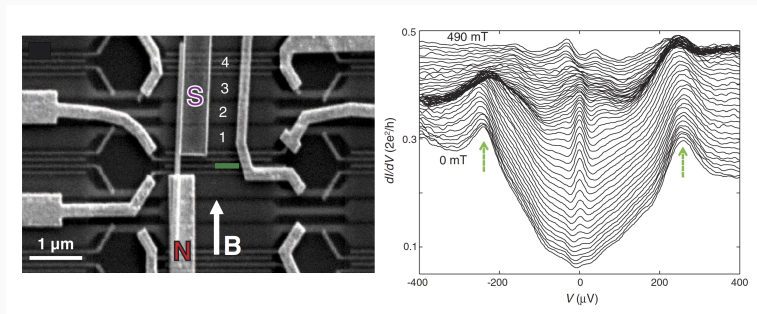 4
3
S
2
1
B
N
1 μm
0.5
490 mT
0.3
0 mT
0.1
dI/dV (2e²/h)
-400
-200
0
200
400
V (μV)